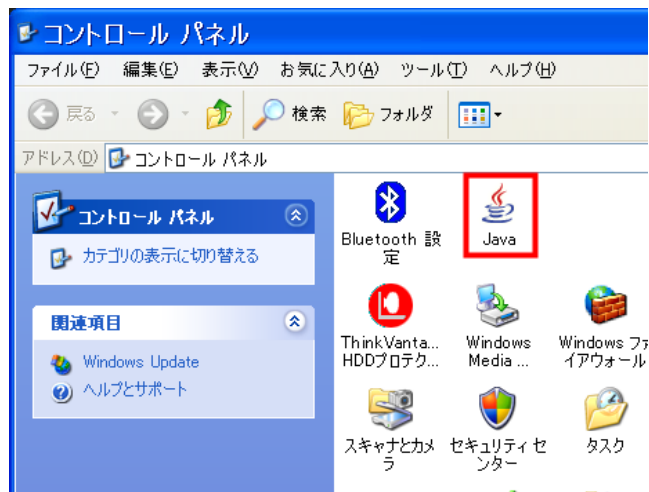 コントロール パネル
ファイル(F) 編集(E) 表示(V) お気に入り(A) ツール(T) ヘルプ(H)
戻る 検索 フォルダ
アドレス(D) コントロール パネル
コントロール パネル
カテゴリの表示に切り替える
関連項目
Windows Update
ヘルプとサポート
Bluetooth 設
定
Java
ThinkVanta...
HDDプロテク...
Windows
Media ...
Windows ファ
イアウォール
スキャナとカメ
ラ
セキュリティ セ
ンター
タスク